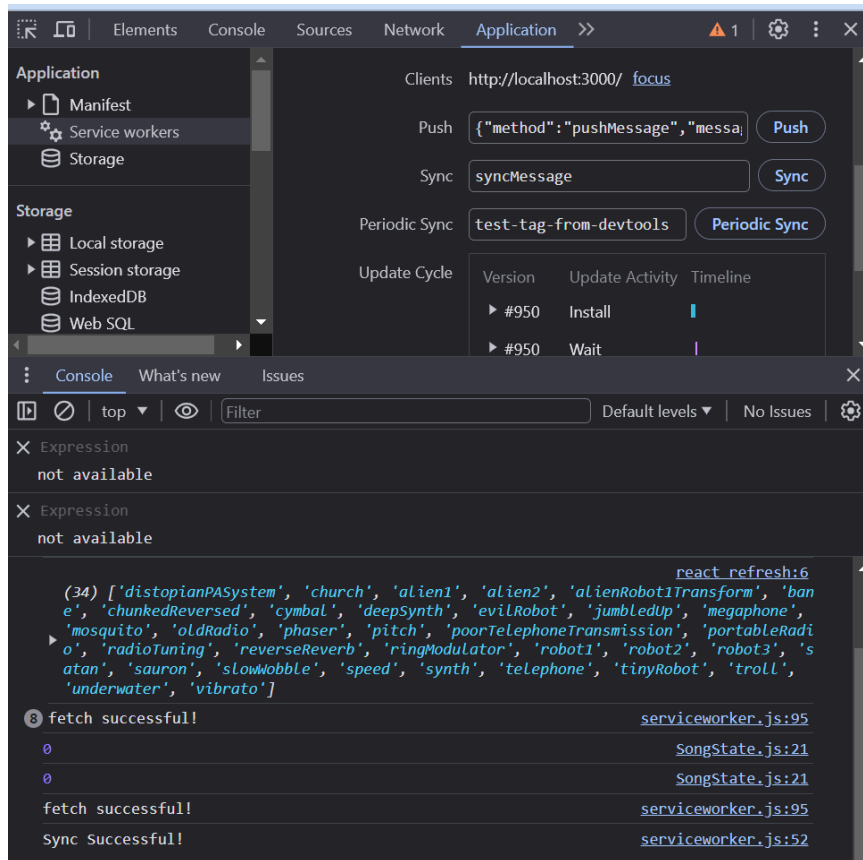 Elements Console Sources Network Application 1
Application
Manifest
Service workers
Storage
Storage
Local storage
Session storage
IndexedDB
Web SQL
Clients http://localhost:3000/ focus
Push {"method":"pushMessage","messag Push
Sync syncMessage Sync
Periodic Sync test-tag-from-devtools Periodic Sync
Update Cycle Version Update Activity Timeline
#950 Install
#950 Wait
Console What's new Issues
top Filter Default levels No Issues
Expression
not available
Expression
not available
react refresh:6
(34) ['distopianPASystem', 'church', 'alien1', 'alien2', 'alienRobot1Transform', 'ban
e', 'chunkedReversed', 'cymbal', 'deepSynth', 'evilRobot', 'jumbledUp', 'megaphone',
'mosquito', 'oldRadio', 'phaser', 'pitch', 'poorTelephoneTransmission', 'portableRadi
o', 'radioTuning', 'reverseReverb', 'ringModulator', 'robot1', 'robot2', 'robot3', 's
atan', 'sauron', 'slowWobble', 'speed', 'synth', 'telephone', 'tinyRobot', 'troll',
'underwater', 'vibrato']
8 fetch successful! serviceworker.js:95
0 SongState.js:21
0 SongState.js:21
fetch successful! serviceworker.js:95
Sync Successful! serviceworker.js:52